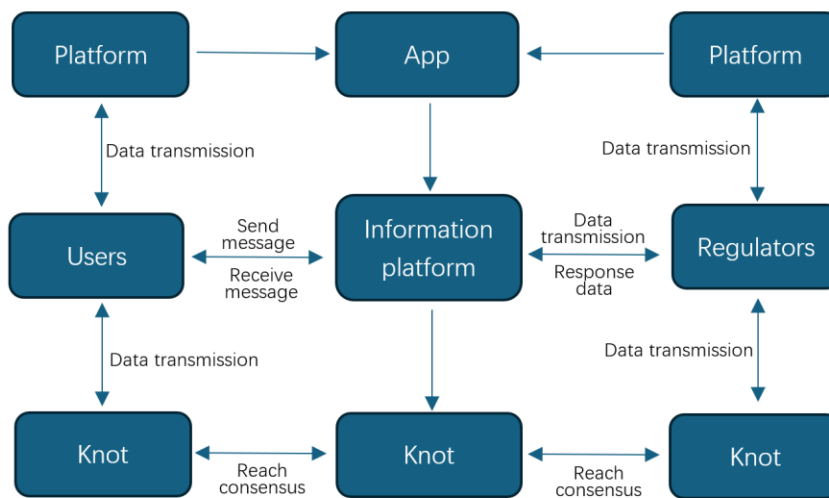 Platform
App
Platform
Data transmission
Data transmission
Users
Send
message
Receive
message
Information
platform
Data
transmission
Response
data
Regulators
Data transmission
Data transmission
Knot
Reach
consensus
Knot
Reach
consensus
Knot